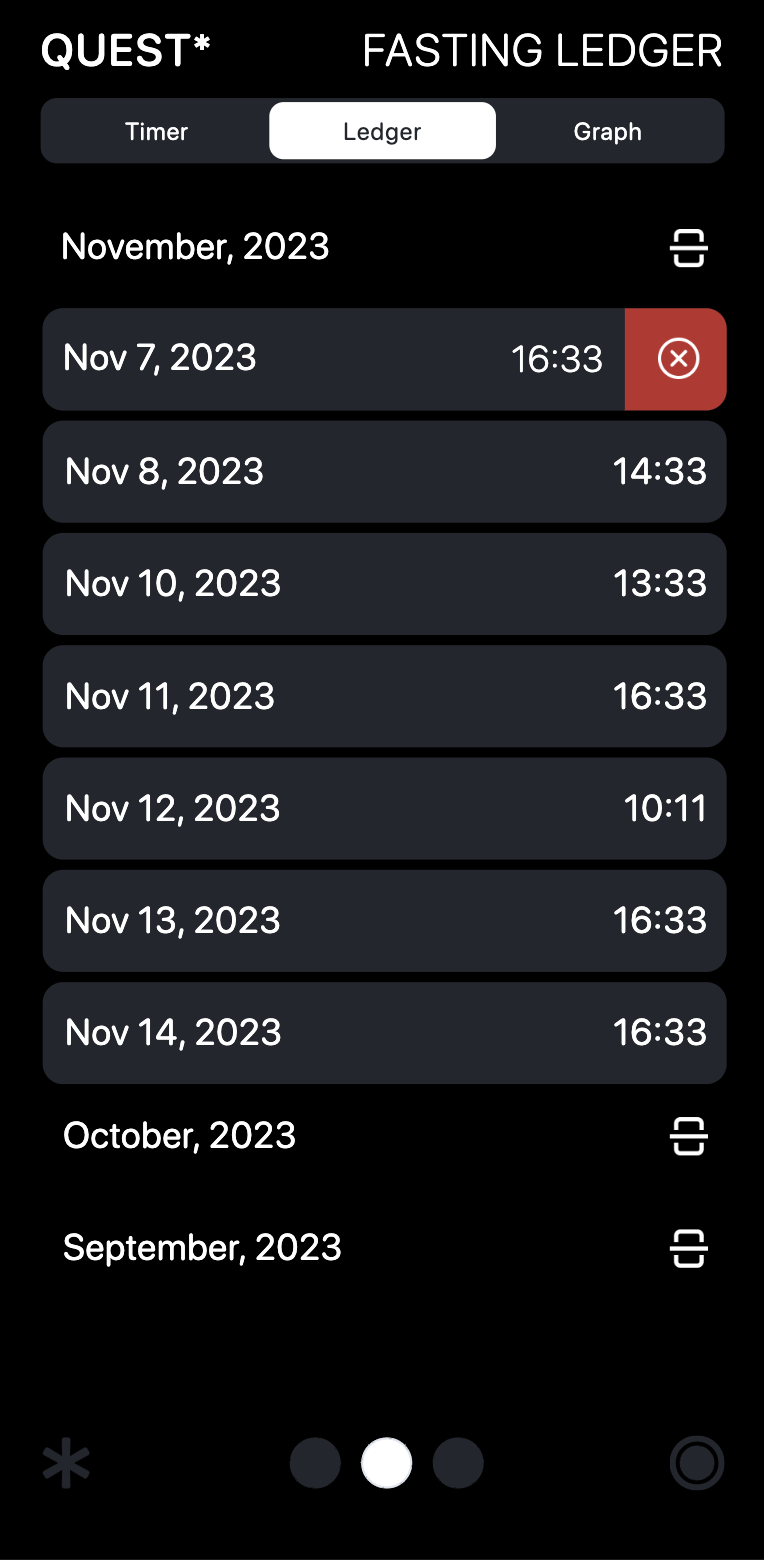 QUEST* FASTING LEDGER
Timer Ledger Graph
November, 2023
Nov 7, 2023 16:33
Nov 8, 2023 14:33
Nov 10, 2023 13:33
Nov 11, 2023 16:33
Nov 12, 2023 10:11
Nov 13, 2023 16:33
Nov 14, 2023 16:33
October, 2023
September, 2023